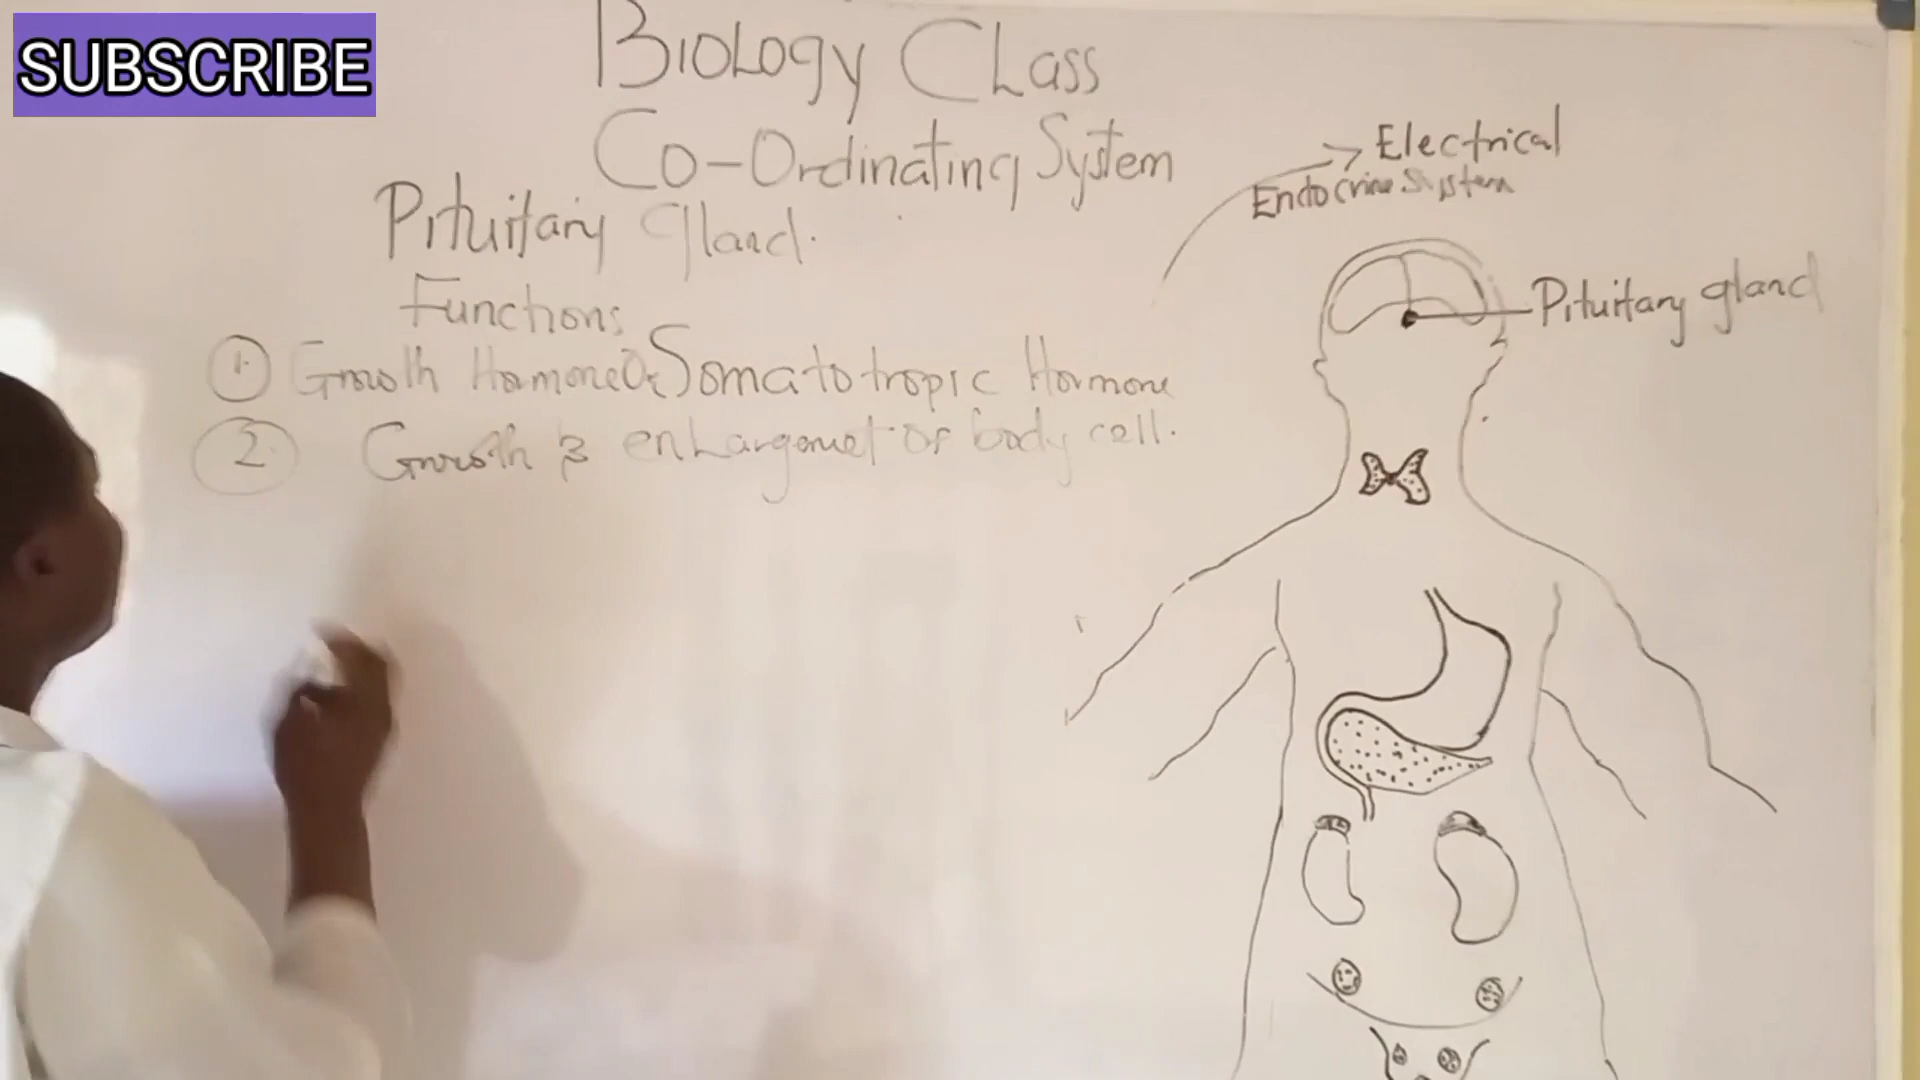 SUBSCRIBE
Biology Class
Co-Ordinating System
Pituitary gland.
Functions
1. Growth Hormone Or Somatotropic Hormone
2. Growth & enlargemet of body cell.
Electrical
Endocrine System
Pituitary gland